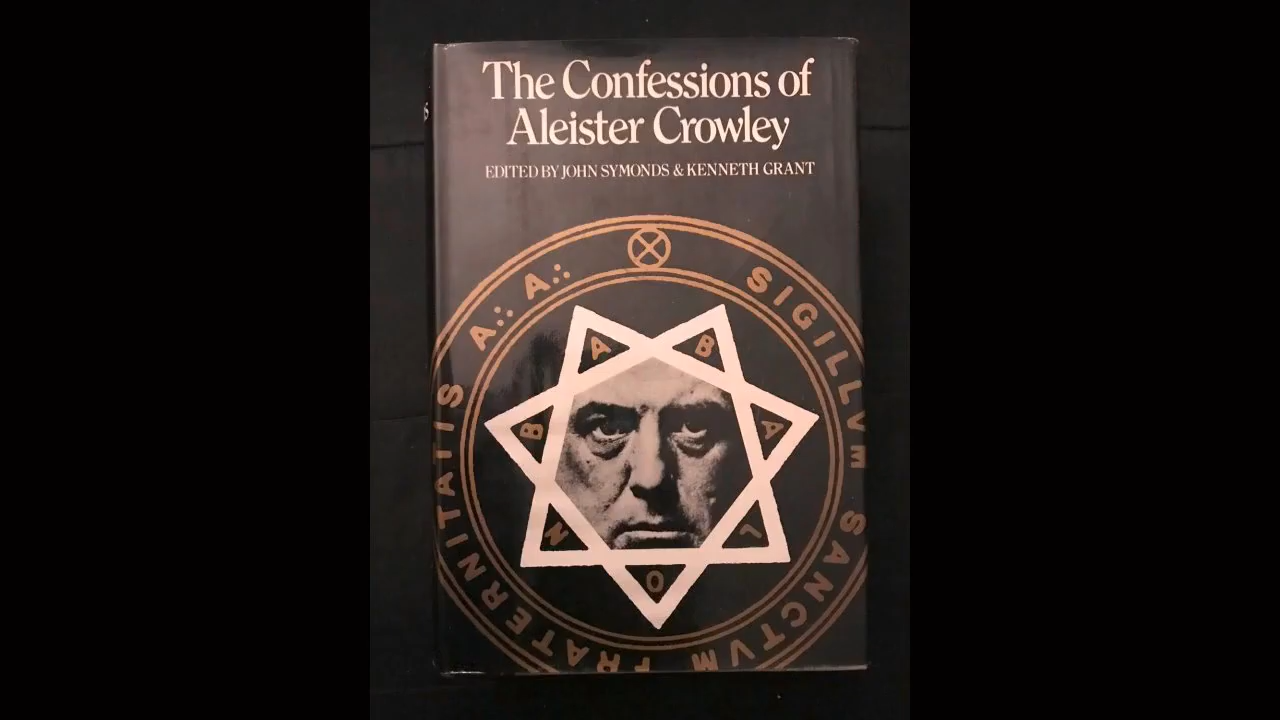 The Confessions of
Aleister Crowley
EDITED BY JOHN SYMONDS & KENNETH GRANT
SIGILLVM SANCTVM FRATERNITATIS A∴ A∴
B
A
B
A
L
O
N